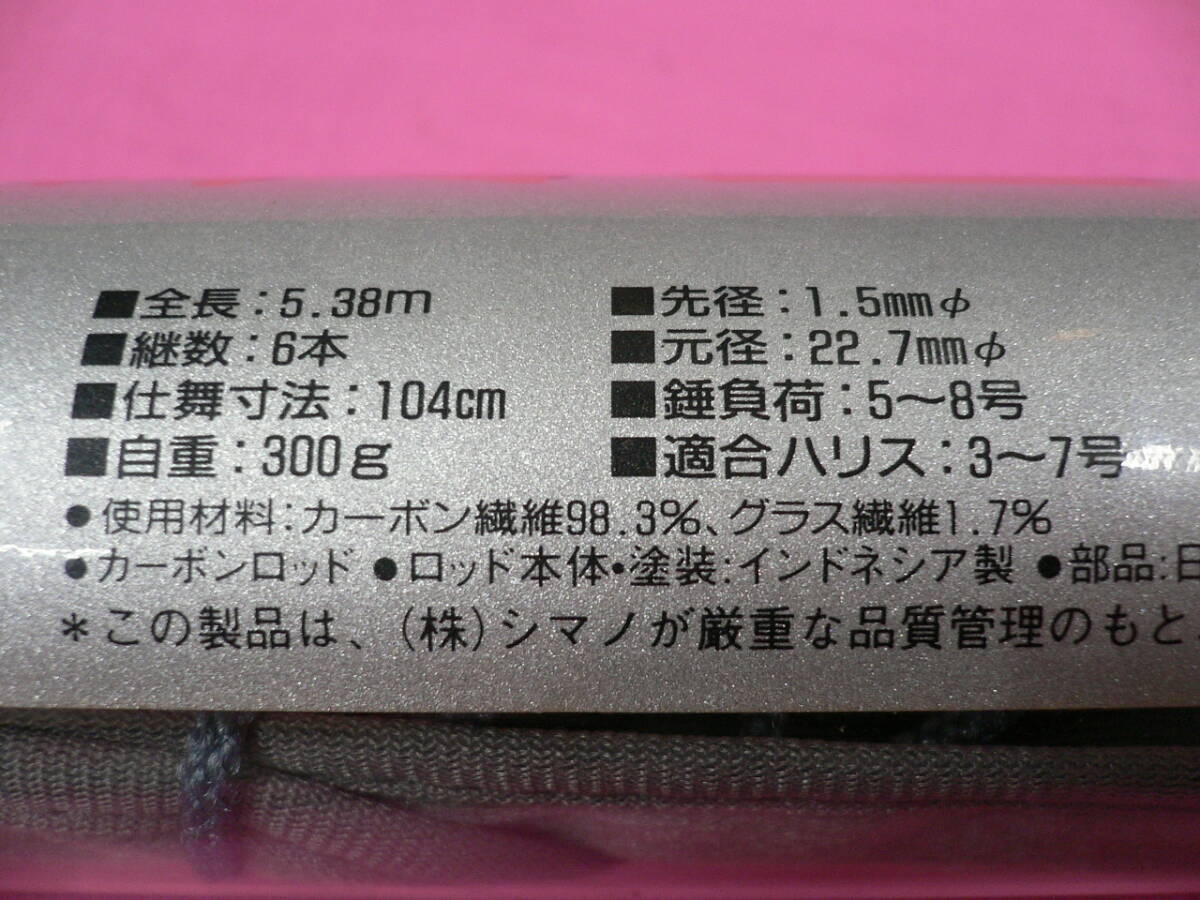 ■全長:5.38m ■先径:1.5mmφ
■継数:6本 ■元径:22.7mmφ
■仕舞寸法:104cm ■錘負荷:5〜8号
■自重:300g ■適合ハリス:3〜7号
●使用材料:カーボン繊維98.3%、グラス繊維1.7%
●カーボンロッド ●ロッド本体・塗装:インドネシア製 ●部品:日
*この製品は、(株)シマノが厳重な品質管理のもと